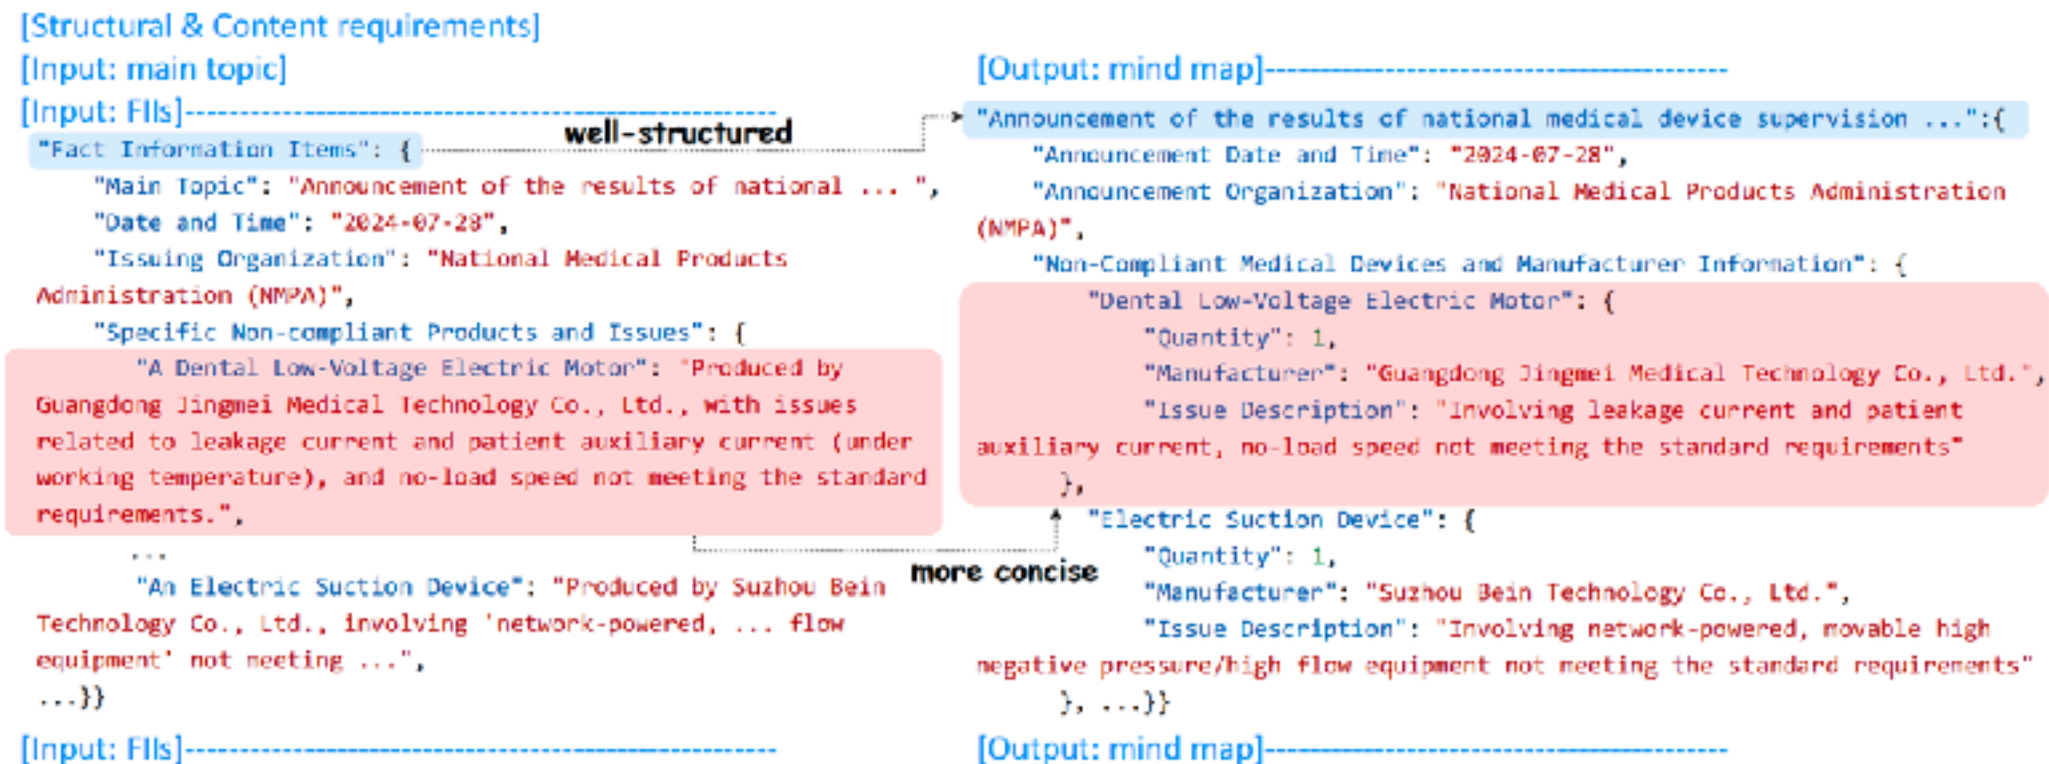 [Structural & Content requirements]
[Input: main topic]
[Input: FIIs]--------------------------------------------------
"Fact Information Items": {
"Main Topic": "Announcement of the results of national ... ",
"Date and Time": "2024-07-28",
"Issuing Organization": "National Medical Products
Administration (NMPA)",
"Specific Non-compliant Products and Issues": {
"A Dental Low-Voltage Electric Motor": "Produced by
Guangdong Jingmei Medical Technology Co., Ltd., with issues
related to leakage current and patient auxiliary current (under
working temperature), and no-load speed not meeting the standard
requirements.",
...
"An Electric Suction Device": "Produced by Suzhou Bein
Technology Co., Ltd., involving 'network-powered, ... flow
equipment' not meeting ...",
...}}
[Input: FIIs]--------------------------------------------------
well-structured
more concise
[Output: mind map]---------------------------------------
"Announcement of the results of national medical device supervision ...":{
"Announcement Date and Time": "2024-07-28",
"Announcement Organization": "National Medical Products Administration
(NMPA)",
"Non-Compliant Medical Devices and Manufacturer Information": {
"Dental Low-Voltage Electric Motor": {
"Quantity": 1,
"Manufacturer": "Guangdong Jingmei Medical Technology Co., Ltd.",
"Issue Description": "Involving leakage current and patient
auxiliary current, no-load speed not meeting the standard requirements"
},
"Electric Suction Device": {
"Quantity": 1,
"Manufacturer": "Suzhou Bein Technology Co., Ltd.",
"Issue Description": "Involving network-powered, movable high
negative pressure/high flow equipment not meeting the standard requirements"
}, ...}}
[Output: mind map]---------------------------------------